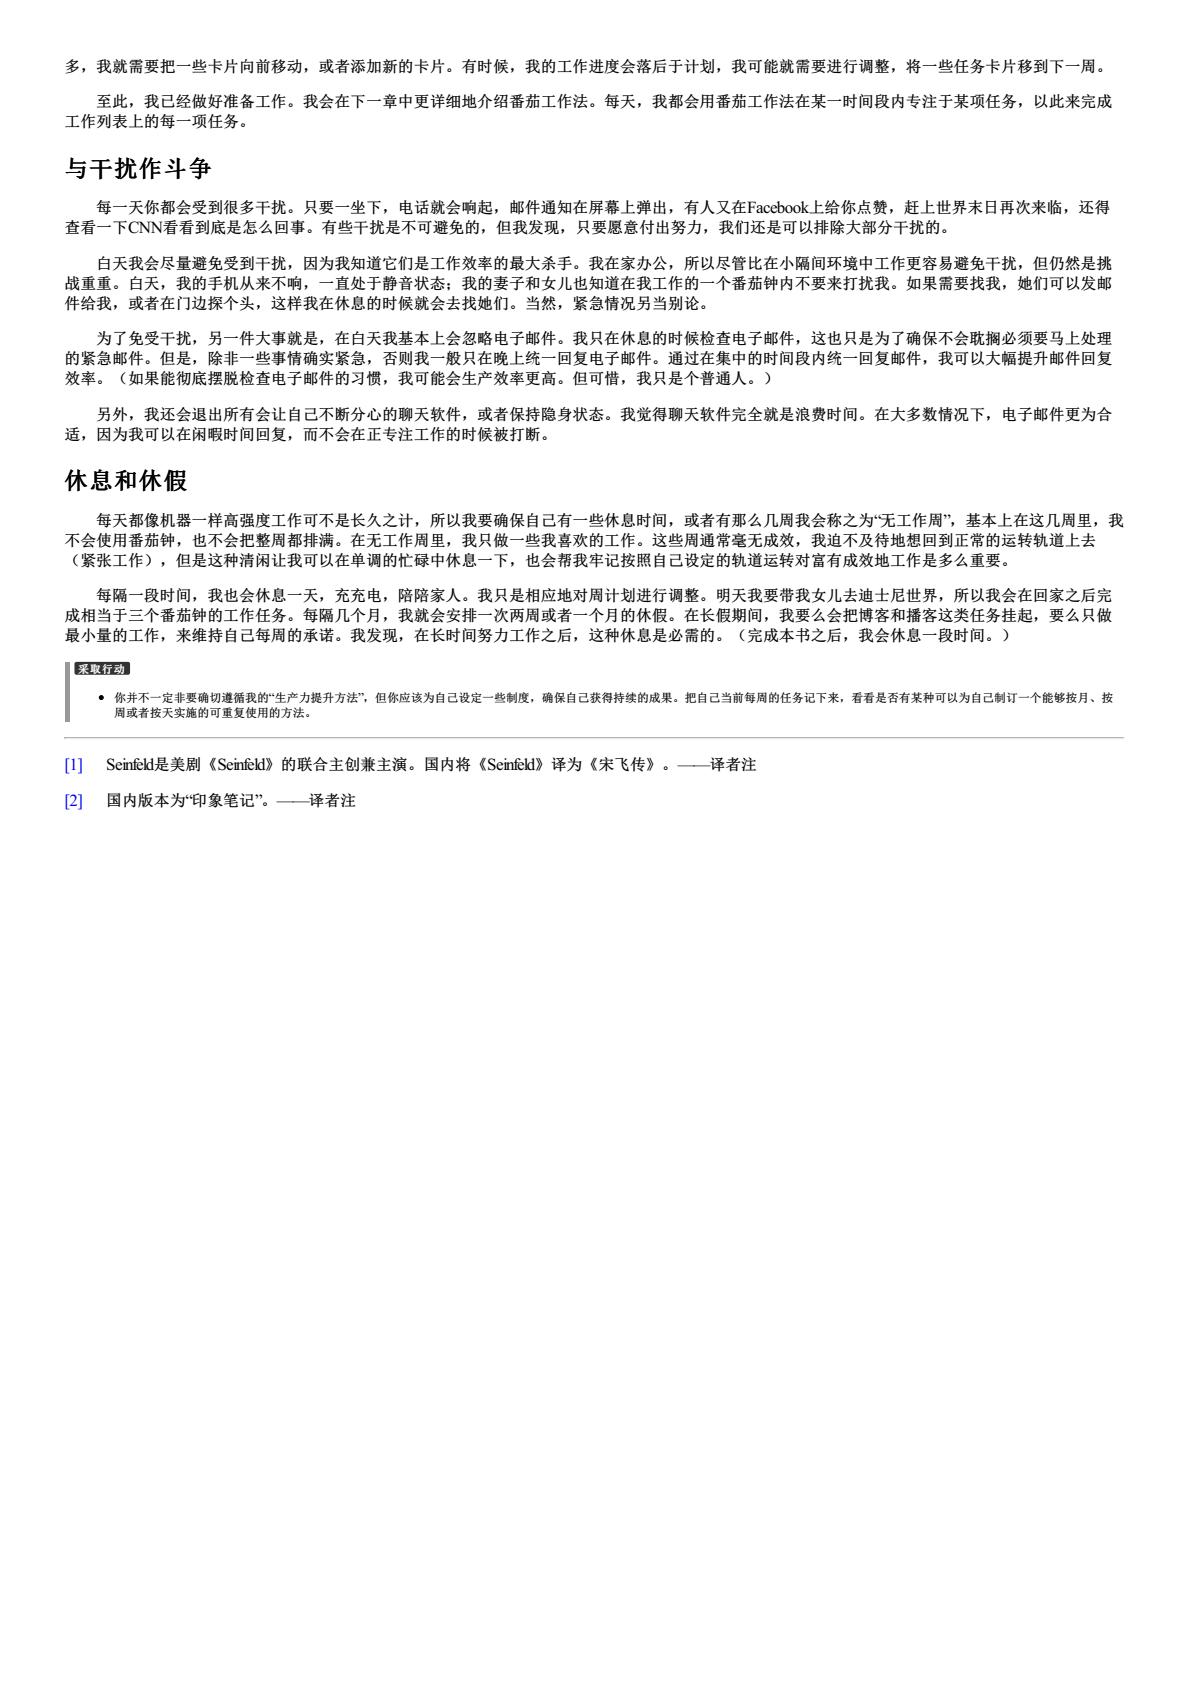 多，我就需要把一些卡片向前移动，或者添加新的卡片。有时候，我的工作进度会落后于计划，我可能就需要进行调整，将一些任务卡片移到下一周。
至此，我已经做好准备工作。我会在下一章中更详细地介绍番茄工作法。每天，我都会用番茄工作法在某一时间段内专注于某项任务，以此来完成
工作列表上的每一项任务。
与干扰作斗争
每一天你都会受到很多干扰。只要一坐下，电话就会响起，邮件通知在屏幕上弹出，有人又在Facebook上给你点赞，赶上世界末日再次来临，还得
查看一下CNN看看到底是怎么回事。有些干扰是不可避免的，但我发现，只要愿意付出努力，我们还是可以排除大部分干扰的。
白天我会尽量避免受到干扰，因为我知道它们是工作效率的最大杀手。我在家办公，所以尽管比在小隔间环境中工作更容易避免干扰，但仍然是挑
战重重。白天，我的手机从来不响，一直处于静音状态；我的妻子和女儿也知道在我工作的一个番茄钟内不要来打扰我。如果需要找我，她们可以发邮
件给我，或者在门边探个头，这样我在休息的时候就会去找她们。当然，紧急情况另当别论。
为了免受干扰，另一件大事就是，在白天我基本上会忽略电子邮件。我只在休息的时候检查电子邮件，这也只是为了确保不会耽搁必须要马上处理
的紧急邮件。但是，除非一些事情确实紧急，否则我一般只在晚上统一回复电子邮件。通过在集中的时间段内统一回复邮件，我可以大幅提升邮件回复
效率。（如果能彻底摆脱检查电子邮件的习惯，我可能会生产效率更高。但可惜，我只是个普通人。）
另外，我还会退出所有会让自己不断分心的聊天软件，或者保持隐身状态。我觉得聊天软件完全就是浪费时间。在大多数情况下，电子邮件更为合
适，因为我可以在闲暇时间回复，而不会在正专注工作的时候被打断。
休息和休假
每天都像机器一样高强度工作可不是长久之计，所以我要确保自己有一些休息时间，或者有那么几周我会称之为“无工作周”，基本上在这几周里，我
不会使用番茄钟，也不会把整周都排满。在无工作周里，我只做一些我喜欢的工作。这些周通常毫无成效，我迫不及待地想回到正常的运转轨道上去
（紧张工作），但是这种清闲让我可以在单调的忙碌中休息一下，也会帮我牢记按照自己设定的轨道运转对富有成效地工作是多么重要。
每隔一段时间，我也会休息一天，充充电，陪陪家人。我只是相应地对周计划进行调整。明天我要带我女儿去迪士尼世界，所以我会在回家之后完
成相当于三个番茄钟的工作任务。每隔几个月，我就会安排一次两周或者一个月的休假。在长假期间，我要么会把博客和播客这类任务挂起，要么只做
最小量的工作，来维持自己每周的承诺。我发现，在长时间努力工作之后，这种休息是必需的。（完成本书之后，我会休息一段时间。）
采取行动
● 你并不一定非要确切遵循我的“生产力提升方法”，但你应该为自己设定一些制度，确保自己获得持续的成果。把自己当前每周的任务记下来，看看是否有某种可以为自己制订一个能够按月、按
周或者按天实施的可重复使用的方法。
[1] Seinfeld是美剧《Seinfeld》的联合主创兼主演。国内将《Seinfeld》译为《宋飞传》。——译者注
[2] 国内版本为“印象笔记”。——译者注